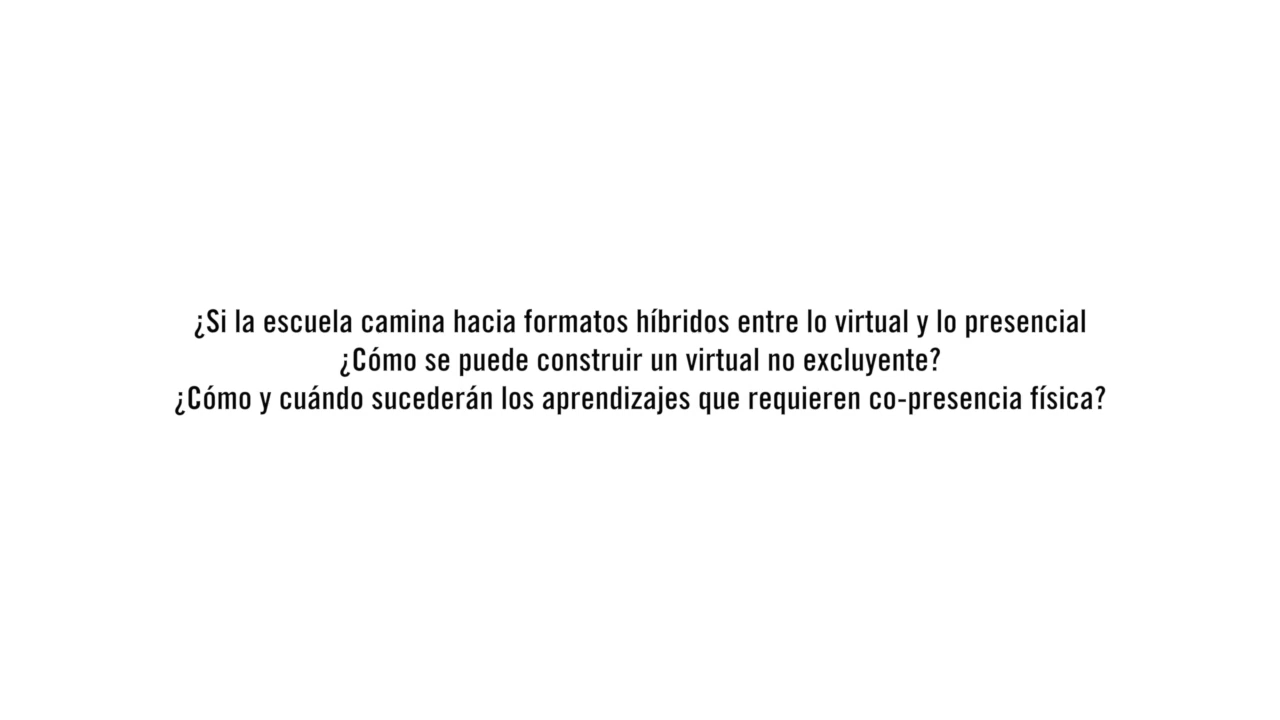 ¿Si la escuela camina hacia formatos híbridos entre lo virtual y lo presencial
¿Cómo se puede construir un virtual no excluyente?
¿Cómo y cuándo sucederán los aprendizajes que requieren co-presencia física?